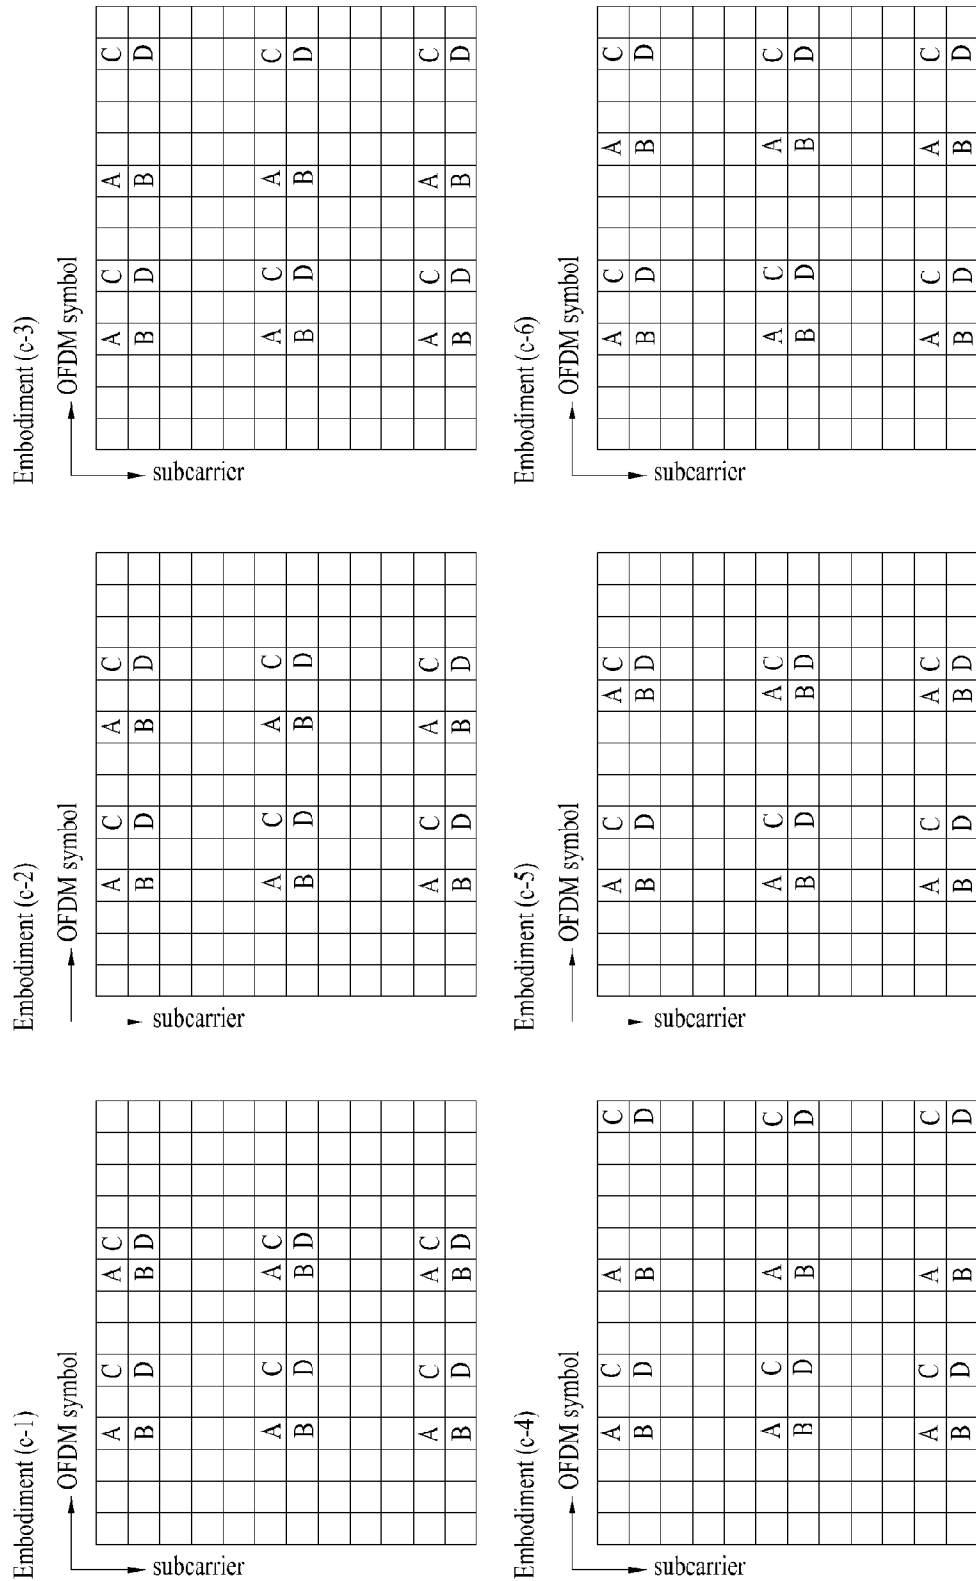 Embodiment (c-1)
OFDM symbol
subcarrier
A C A C
B D B D
A C A C
B D B D
A C A C
B D B D
Embodiment (c-2)
OFDM symbol
subcarrier
A C A C
B D B D
A C A C
B D B D
A C A C
B D B D
Embodiment (c-3)
OFDM symbol
subcarrier
A C A C
B D B D
A C A C
B D B D
A C A C
B D B D
Embodiment (c-4)
OFDM symbol
subcarrier
A C A C
B D B D
A C A C
B D B D
A C A C
B D B D
Embodiment (c-5)
OFDM symbol
subcarrier
A C A C
B D B D
A C A C
B D B D
A C A C
B D B D
Embodiment (c-6)
OFDM symbol
subcarrier
A C A C
B D B D
A C A C
B D B D
A C A C
B D B D